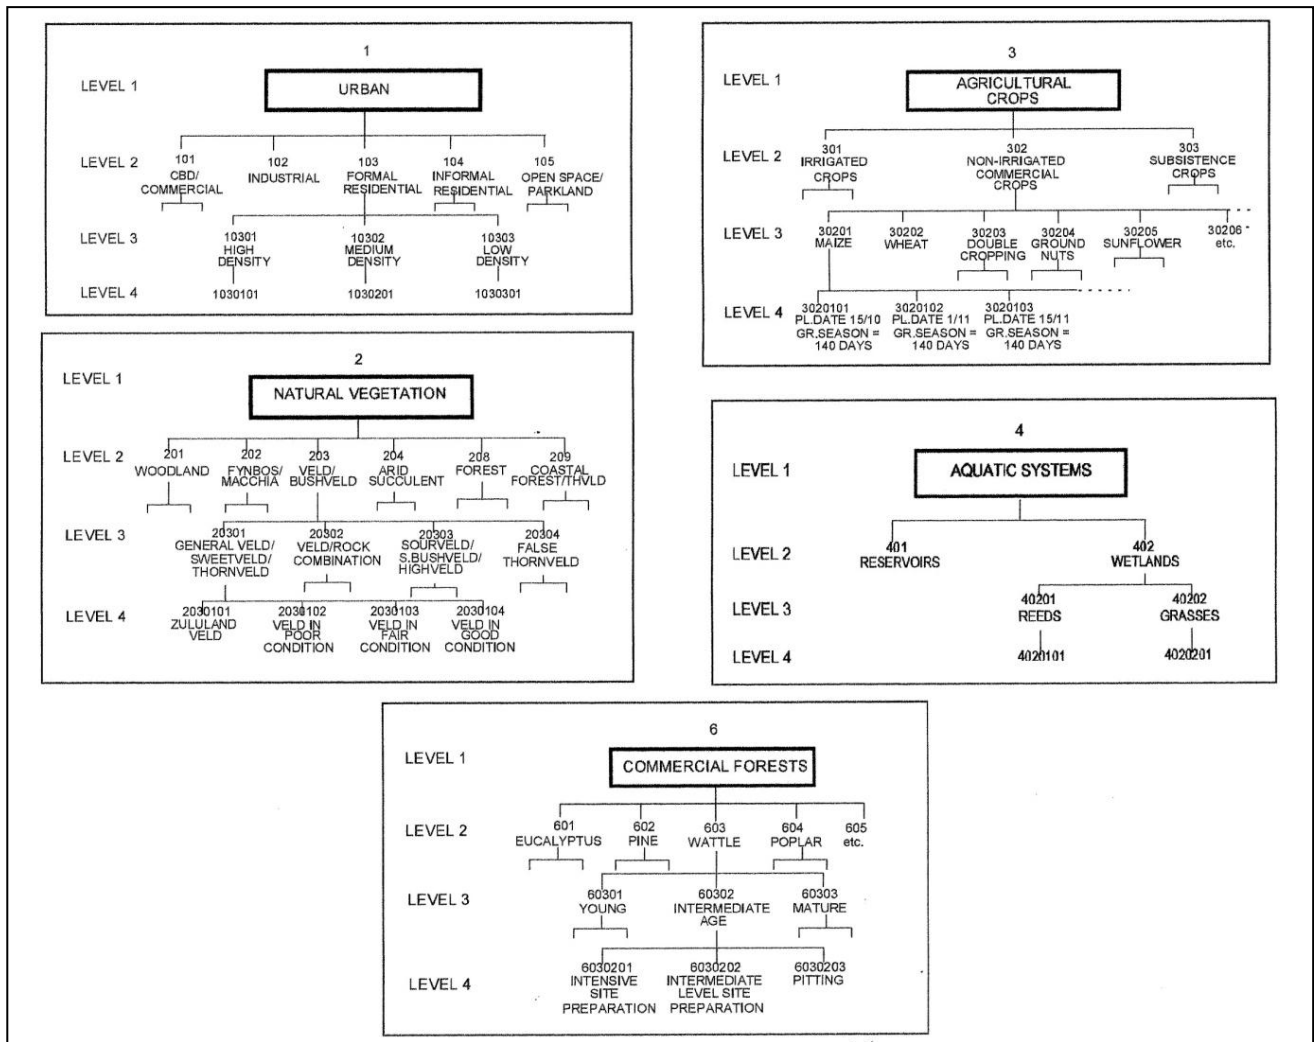 1
LEVEL 1
URBAN
LEVEL 2
101 102 103 104 105
CBD/ INDUSTRIAL FORMAL INFORMAL OPEN SPACE/
COMMERCIAL RESIDENTIAL RESIDENTIAL PARKLAND
LEVEL 3
10301 10302 10303
HIGH MEDIUM LOW
DENSITY DENSITY DENSITY
LEVEL 4
1030101 1030201 1030301
2
LEVEL 1
NATURAL VEGETATION
LEVEL 2
201 202 203 204 208 209
WOODLAND FYNBOS/ VELD/ ARID FOREST COASTAL
MACCHIA BUSHVELD SUCCULENT FOREST/THVLD
LEVEL 3
20301 20302 20303 20304
GENERAL VELD/ VELD/ROCK SOURVELD/ FALSE
SWEETVELD/ COMBINATION S.BUSHVELD/ THORNVELD
THORNVELD HIGHVELD
LEVEL 4
2030101 2030102 2030103 2030104
ZULULAND VELD IN VELD IN VELD IN
VELD POOR FAIR GOOD
CONDITION CONDITION CONDITION
3
LEVEL 1
AGRICULTURAL
CROPS
LEVEL 2
301 302 303
IRRIGATED NON-IRRIGATED SUBSISTENCE
CROPS COMMERCIAL CROPS
CROPS
LEVEL 3
30201 30202 30203 30204 30205 30206
MAIZE WHEAT DOUBLE GROUND SUNFLOWER etc.
CROPPING NUTS
LEVEL 4
3020101 3020102 3020103
PL.DATE 15/10 PL.DATE 1/11 PL.DATE 15/11
GR.SEASON = GR.SEASON = GR.SEASON =
140 DAYS 140 DAYS 140 DAYS
4
LEVEL 1
AQUATIC SYSTEMS
LEVEL 2
401 402
RESERVOIRS WETLANDS
LEVEL 3
40201 40202
REEDS GRASSES
LEVEL 4
4020101 4020201
6
LEVEL 1
COMMERCIAL FORESTS
LEVEL 2
601 602 603 604 605
EUCALYPTUS PINE WATTLE POPLAR etc.
LEVEL 3
60301 60302 60303
YOUNG INTERMEDIATE MATURE
AGE
LEVEL 4
6030201 6030202 6030203
INTENSIVE INTERMEDIATE PITTING
SITE LEVEL SITE
PREPARATION PREPARATION